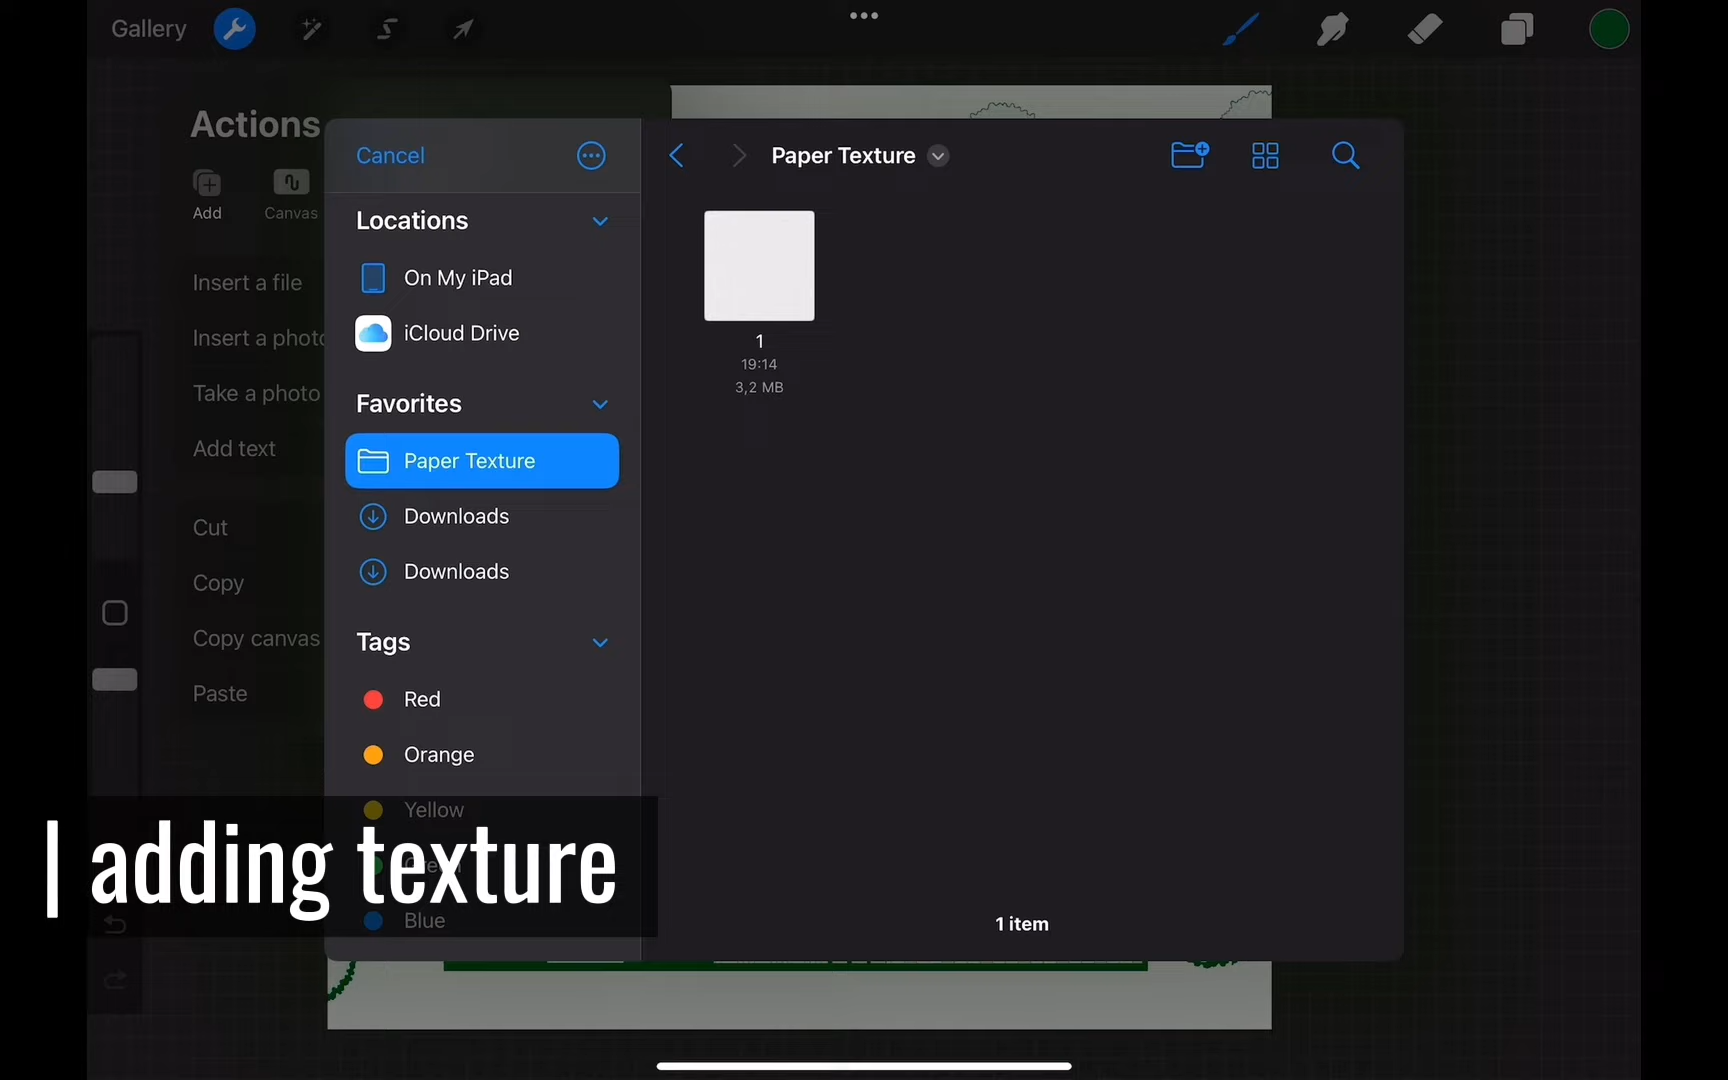 Gallery
Actions
Add
Canvas
Insert a file
Insert a photo
Take a photo
Add text
Cut
Copy
Copy canvas
Paste
Cancel
Locations
On My iPad
iCloud Drive
Favorites
Paper Texture
Downloads
Downloads
Tags
Red
Orange
Yellow
Green
Blue
Paper Texture
1
19:14
3,2 MB
1 item
| adding texture